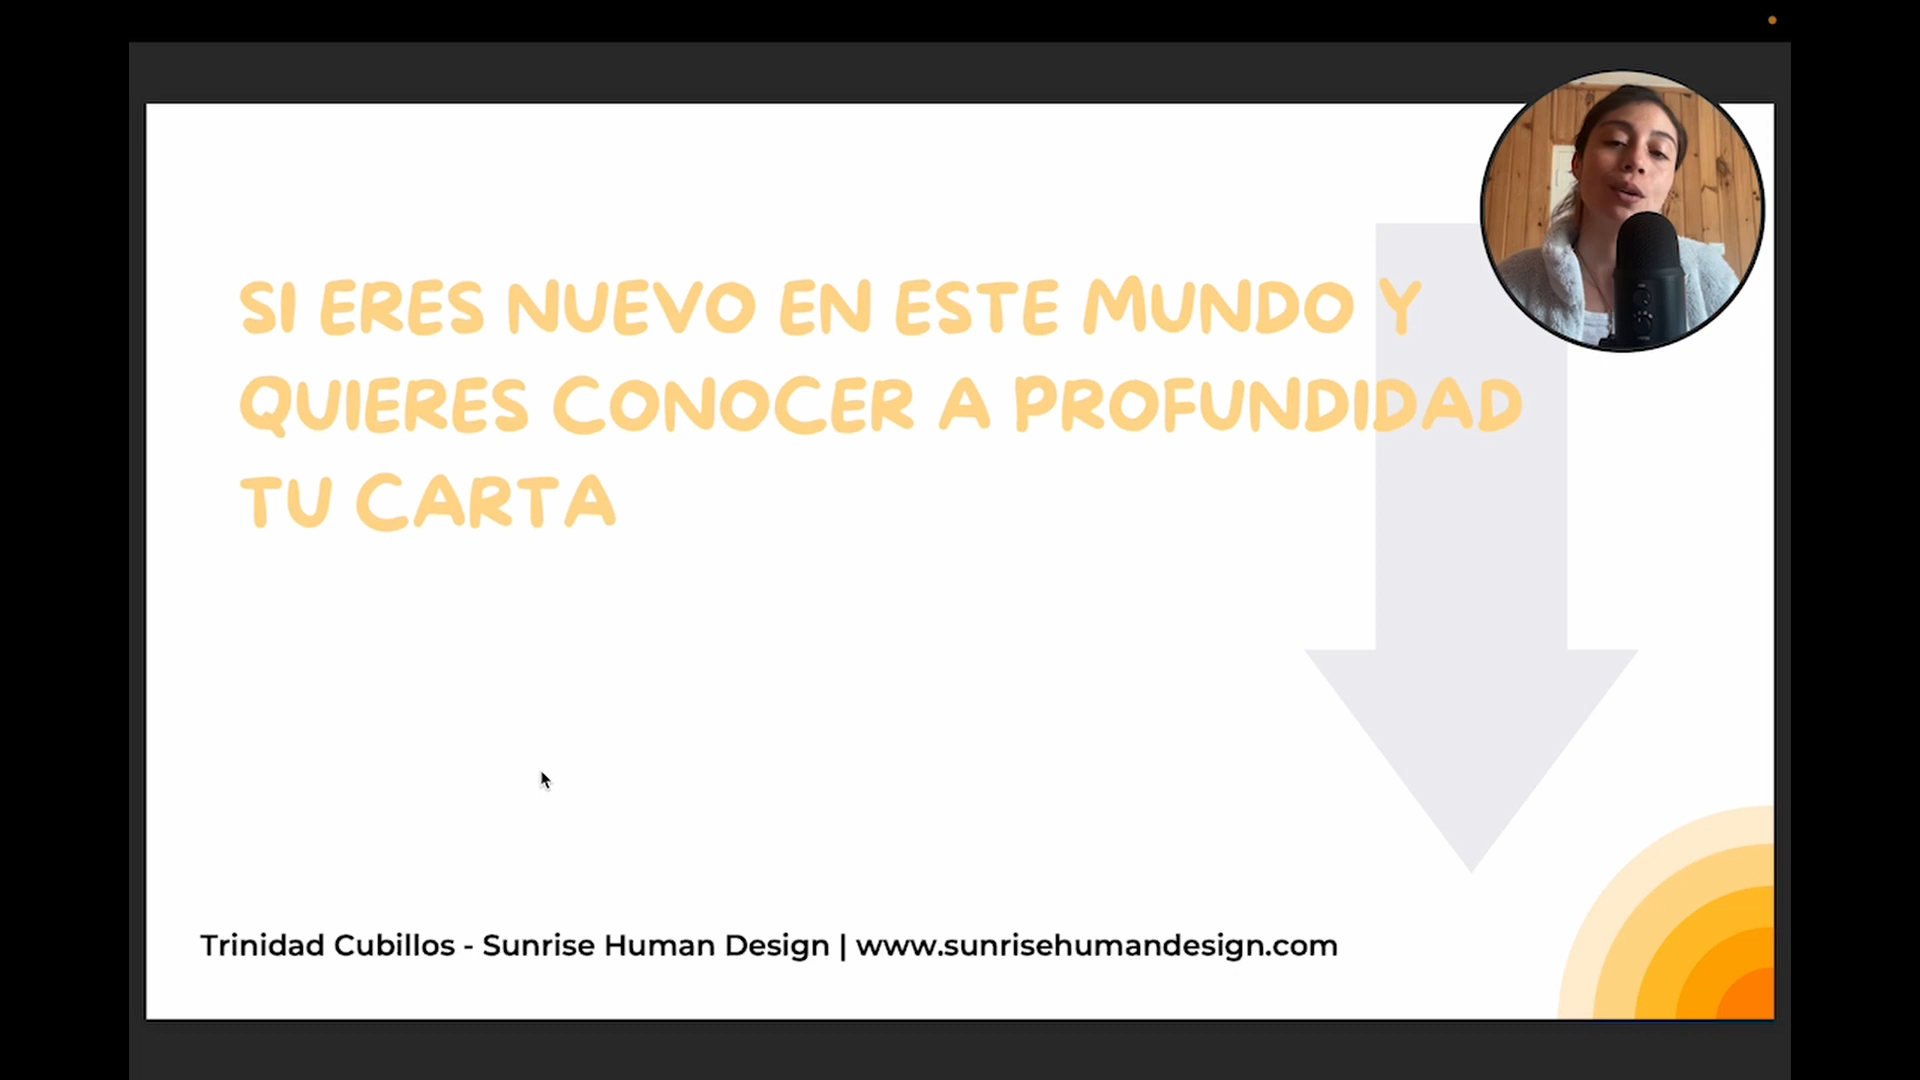 SI ERES NUEVO EN ESTE MUNDO Y
QUIERES CONOCER A PROFUNDIDAD
TU CARTA
Trinidad Cubillos - Sunrise Human Design | www.sunrisehumandesign.com